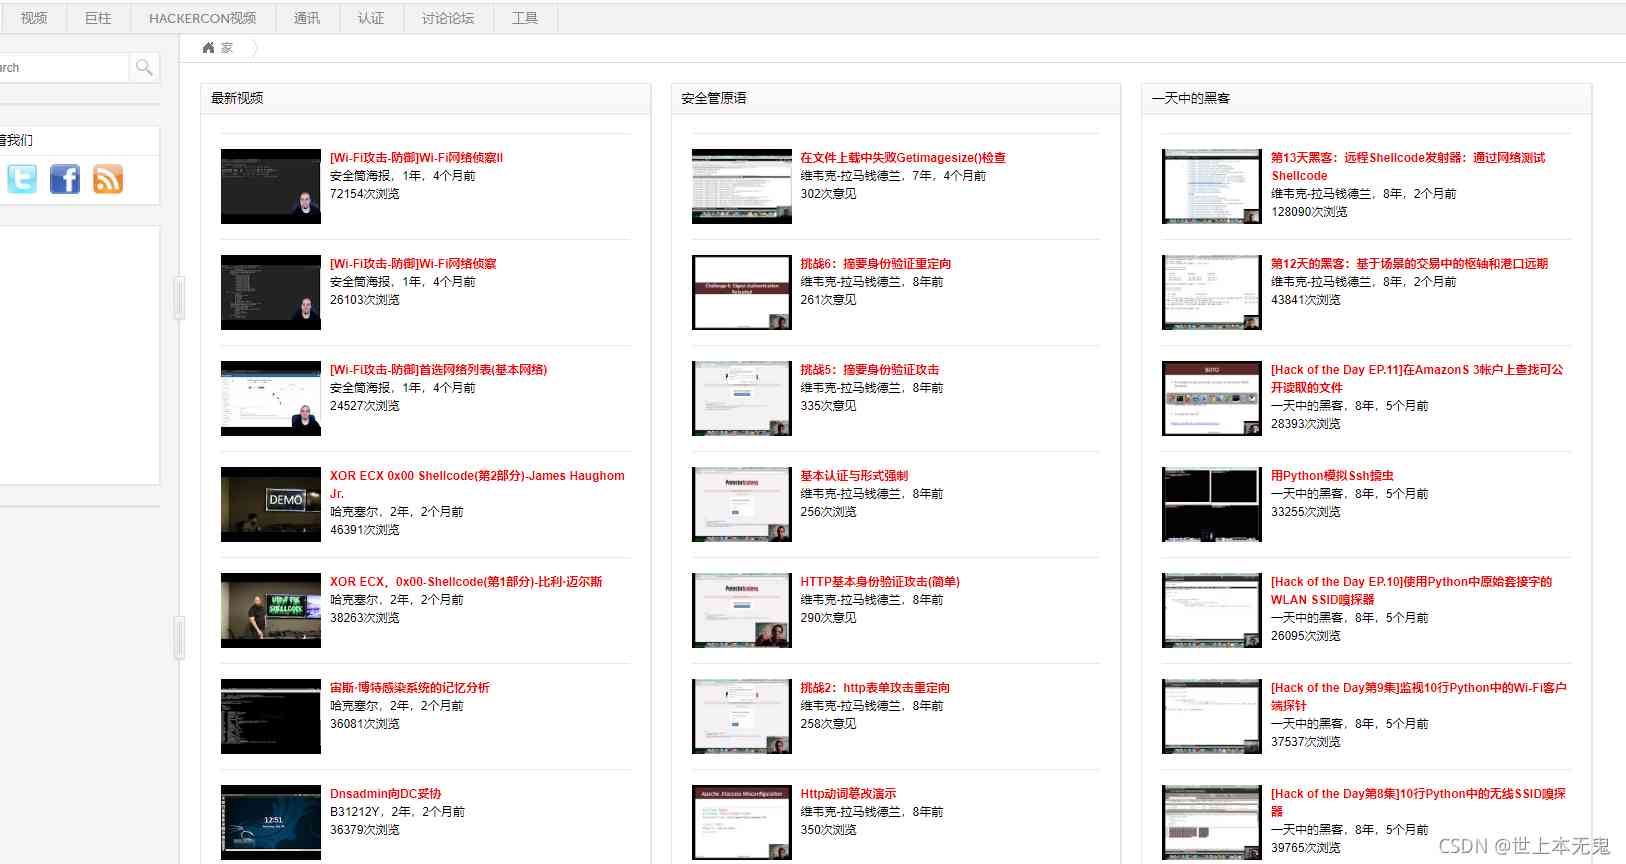 视频 巨柱 HACKERCON视频 通讯 认证 讨论论坛 工具
家
arch
着我们
最新视频
[Wi-Fi攻击-防御]Wi-Fi网络侦察II
安全筒海报，1年，4个月前
72154次浏览
[Wi-Fi攻击-防御]Wi-Fi网络侦察
安全筒海报，1年，4个月前
26103次浏览
[Wi-Fi攻击-防御]首选网络列表(基本网络)
安全筒海报，1年，4个月前
24527次浏览
DEMO
XOR ECX 0x00 Shellcode(第2部分)-James Haughom
Jr.
哈克塞尔，2年，2个月前
46391次浏览
XOR ECX，0x00-Shellcode(第1部分)-比利·迈尔斯
哈克塞尔，2年，2个月前
38263次浏览
宙斯·博特感染系统的记忆分析
哈克塞尔，2年，2个月前
36081次浏览
12:51
Dnsadmin向DC妥协
B31212Y，2年，2个月前
36379次浏览
安全管原语
在文件上载中失败Getimagesize()检查
维韦克-拉马钱德兰，7年，4个月前
302次意见
Challenge 6: Digest Authentication
Reloaded
挑战6：摘要身份验证重定向
维韦克-拉马钱德兰，8年前
261次意见
挑战5：摘要身份验证攻击
维韦克-拉马钱德兰，8年前
335次意见
基本认证与形式强制
维韦克-拉马钱德兰，8年前
256次浏览
HTTP基本身份验证攻击(简单)
维韦克-拉马钱德兰，8年前
290次意见
挑战2：http表单攻击重定向
维韦克-拉马钱德兰，8年前
258次意见
Apache .htaccess Misconfiguration
Http动词篡改演示
维韦克-拉马钱德兰，8年前
350次浏览
一天中的黑客
第13天黑客：远程Shellcode发射器：通过网络测试
Shellcode
维韦克-拉马钱德兰，8年，2个月前
128090次浏览
第12天的黑客：基于场景的交易中的枢轴和港口远期
维韦克-拉马钱德兰，8年，2个月前
43841次浏览
[Hack of the Day EP.11]在AmazonS 3帐户上查找可公
开读取的文件
一天中的黑客，8年，5个月前
28393次浏览
用Python模拟Ssh蠕虫
一天中的黑客，8年，5个月前
33255次浏览
[Hack of the Day EP.10]使用Python中原始套接字的
WLAN SSID嗅探器
一天中的黑客，8年，5个月前
26095次浏览
[Hack of the Day第9集]监视10行Python中的Wi-Fi客户
端探针
一天中的黑客，8年，5个月前
37537次浏览
[Hack of the Day第8集]10行Python中的无线SSID嗅探
器
一天中的黑客，8年，5个月前
39765次浏览
CSDN @世上本无鬼